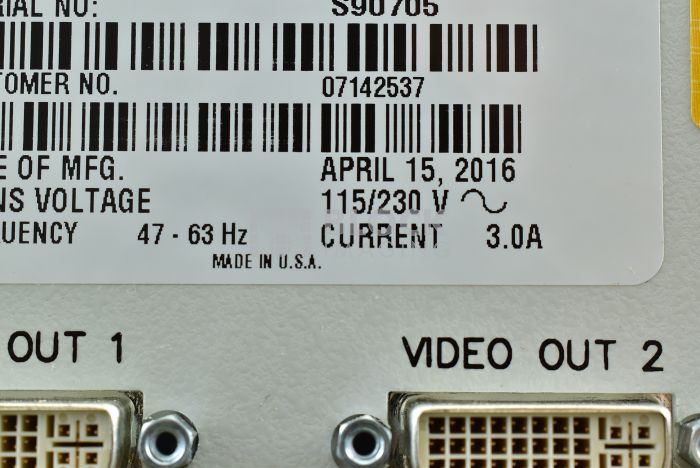 RIAL NO: S90705
TOMER NO. 07142537
E OF MFG. APRIL 15, 2016
NS VOLTAGE 115/230 V
UENCY 47 - 63 Hz CURRENT 3.0A
MADE IN U.S.A.
OUT 1 VIDEO OUT 2